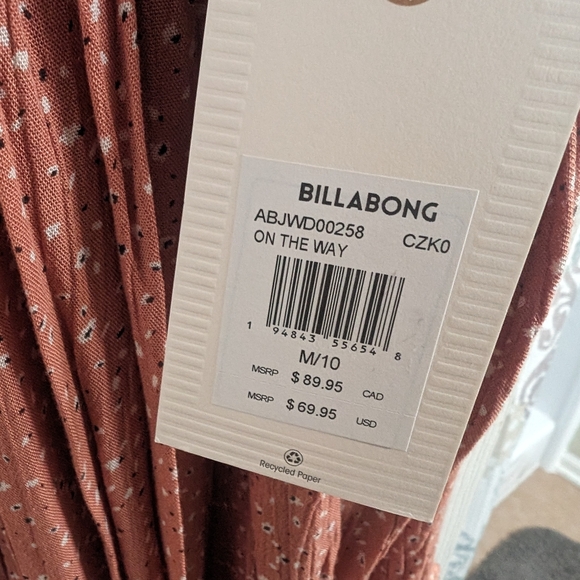 BILLABONG
ABJWD00258 CZK0
ON THE WAY
1 94843 55654 8
M/10
MSRP $ 89.95 CAD
MSRP $ 69.95 USD
Recycled Paper